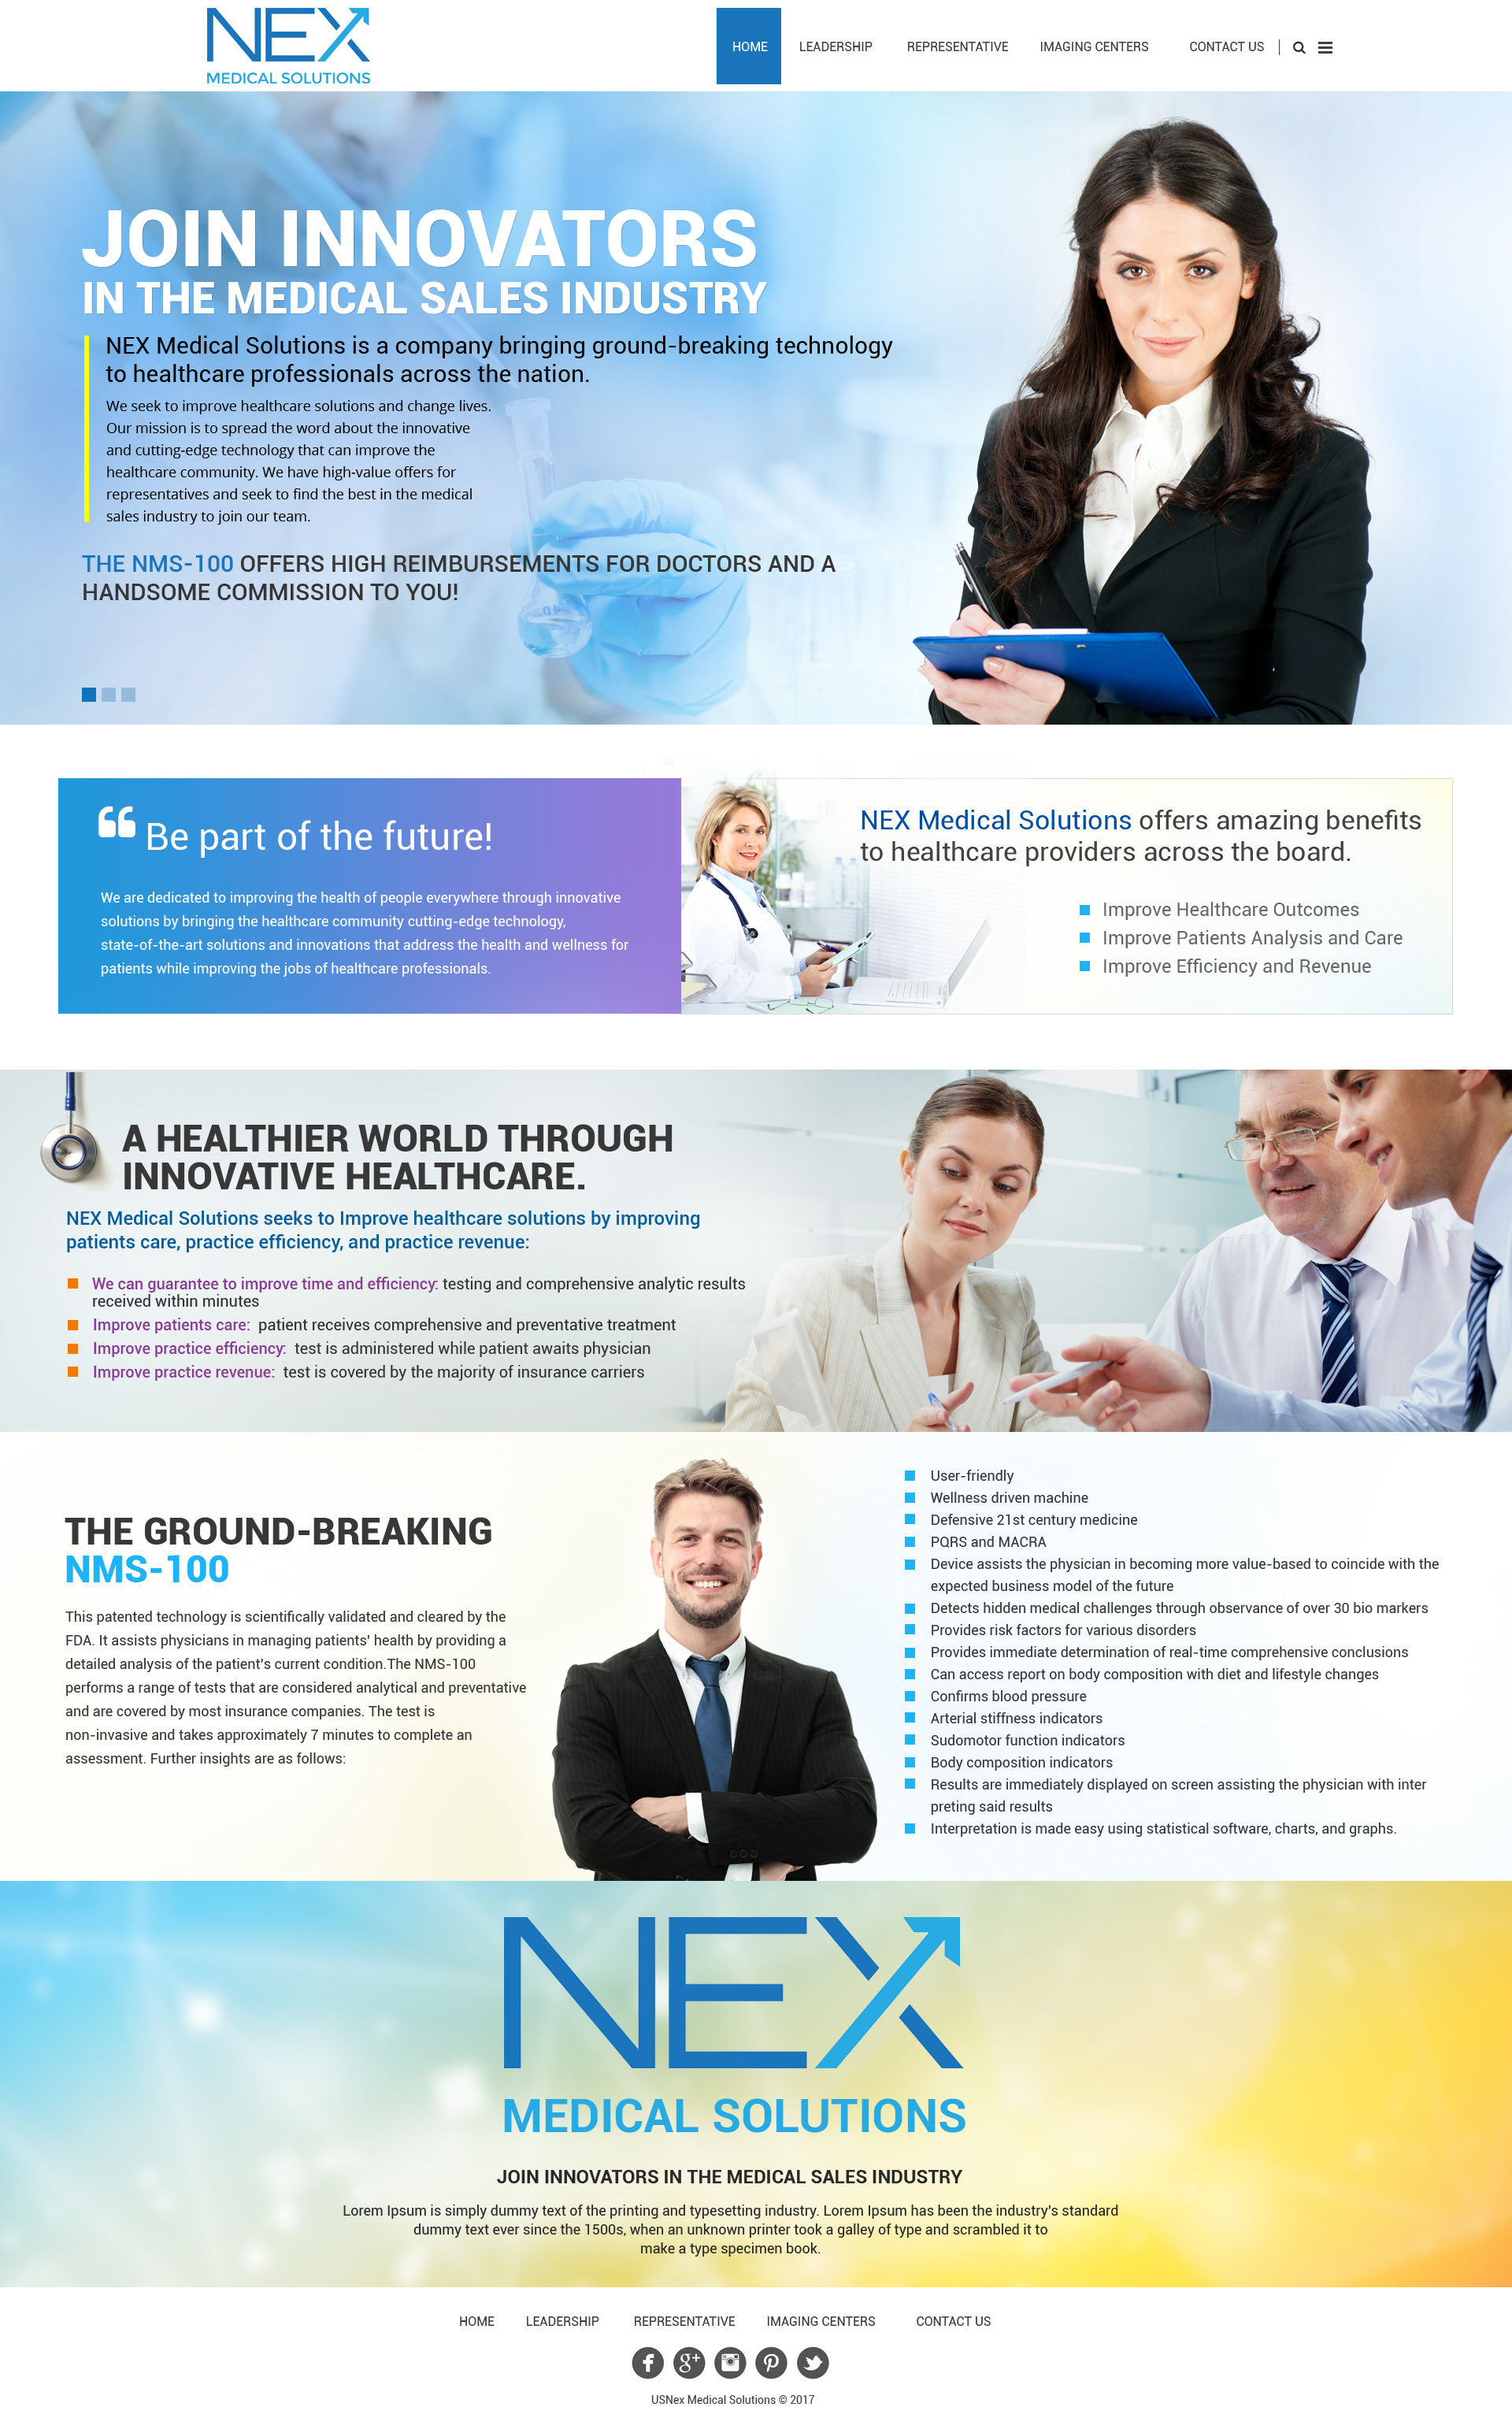 NEX
MEDICAL SOLUTIONS
HOME
LEADERSHIP
REPRESENTATIVE
IMAGING CENTERS
CONTACT US
JOIN INNOVATORS
IN THE MEDICAL SALES INDUSTRY
NEX Medical Solutions is a company bringing ground-breaking technology
to healthcare professionals across the nation.
We seek to improve healthcare solutions and change lives.
Our mission is to spread the word about the innovative
and cutting-edge technology that can improve the
healthcare community. We have high-value offers for
representatives and seek to find the best in the medical
sales industry to join our team.
THE NMS-100 OFFERS HIGH REIMBURSEMENTS FOR DOCTORS AND A
HANDSOME COMMISSION TO YOU!
“ Be part of the future!
We are dedicated to improving the health of people everywhere through innovative
solutions by bringing the healthcare community cutting-edge technology,
state-of-the-art solutions and innovations that address the health and wellness for
patients while improving the jobs of healthcare professionals.
NEX Medical Solutions offers amazing benefits
to healthcare providers across the board.
Improve Healthcare Outcomes
Improve Patients Analysis and Care
Improve Efficiency and Revenue
A HEALTHIER WORLD THROUGH
INNOVATIVE HEALTHCARE.
NEX Medical Solutions seeks to Improve healthcare solutions by improving
patients care, practice efficiency, and practice revenue:
We can guarantee to improve time and efficiency: testing and comprehensive analytic results
received within minutes
Improve patients care: patient receives comprehensive and preventative treatment
Improve practice efficiency: test is administered while patient awaits physician
Improve practice revenue: test is covered by the majority of insurance carriers
THE GROUND-BREAKING
NMS-100
This patented technology is scientifically validated and cleared by the
FDA. It assists physicians in managing patients' health by providing a
detailed analysis of the patient's current condition.The NMS-100
performs a range of tests that are considered analytical and preventative
and are covered by most insurance companies. The test is
non-invasive and takes approximately 7 minutes to complete an
assessment. Further insights are as follows:
User-friendly
Wellness driven machine
Defensive 21st century medicine
PQRS and MACRA
Device assists the physician in becoming more value-based to coincide with the
expected business model of the future
Detects hidden medical challenges through observance of over 30 bio markers
Provides risk factors for various disorders
Provides immediate determination of real-time comprehensive conclusions
Can access report on body composition with diet and lifestyle changes
Confirms blood pressure
Arterial stiffness indicators
Sudomotor function indicators
Body composition indicators
Results are immediately displayed on screen assisting the physician with inter
preting said results
Interpretation is made easy using statistical software, charts, and graphs.
NEX
MEDICAL SOLUTIONS
JOIN INNOVATORS IN THE MEDICAL SALES INDUSTRY
Lorem Ipsum is simply dummy text of the printing and typesetting industry. Lorem Ipsum has been the industry's standard
dummy text ever since the 1500s, when an unknown printer took a galley of type and scrambled it to
make a type specimen book.
HOME
LEADERSHIP
REPRESENTATIVE
IMAGING CENTERS
CONTACT US
USNex Medical Solutions © 2017